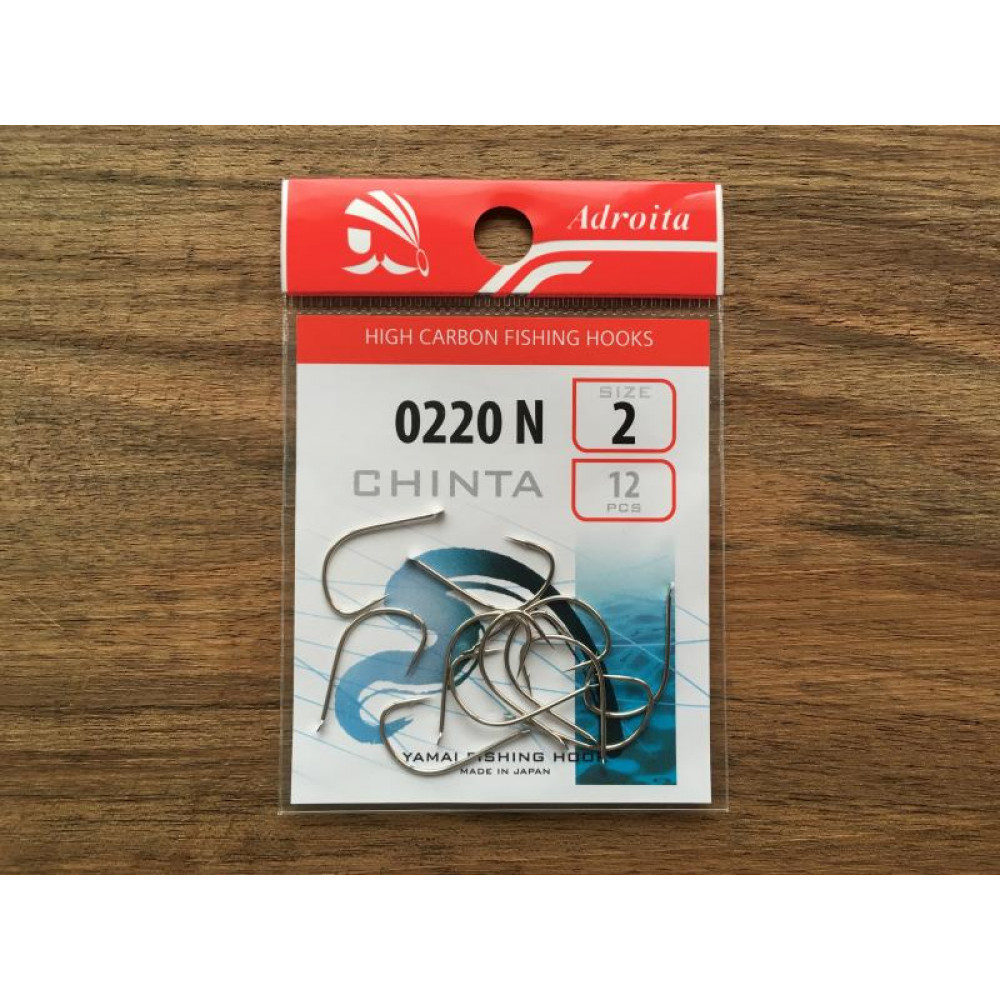 Adroita
HIGH CARBON FISHING HOOKS
0220 N
SIZE
2
CHINTA
12
PCS
YAMAI FISHING HOOK
MADE IN JAPAN